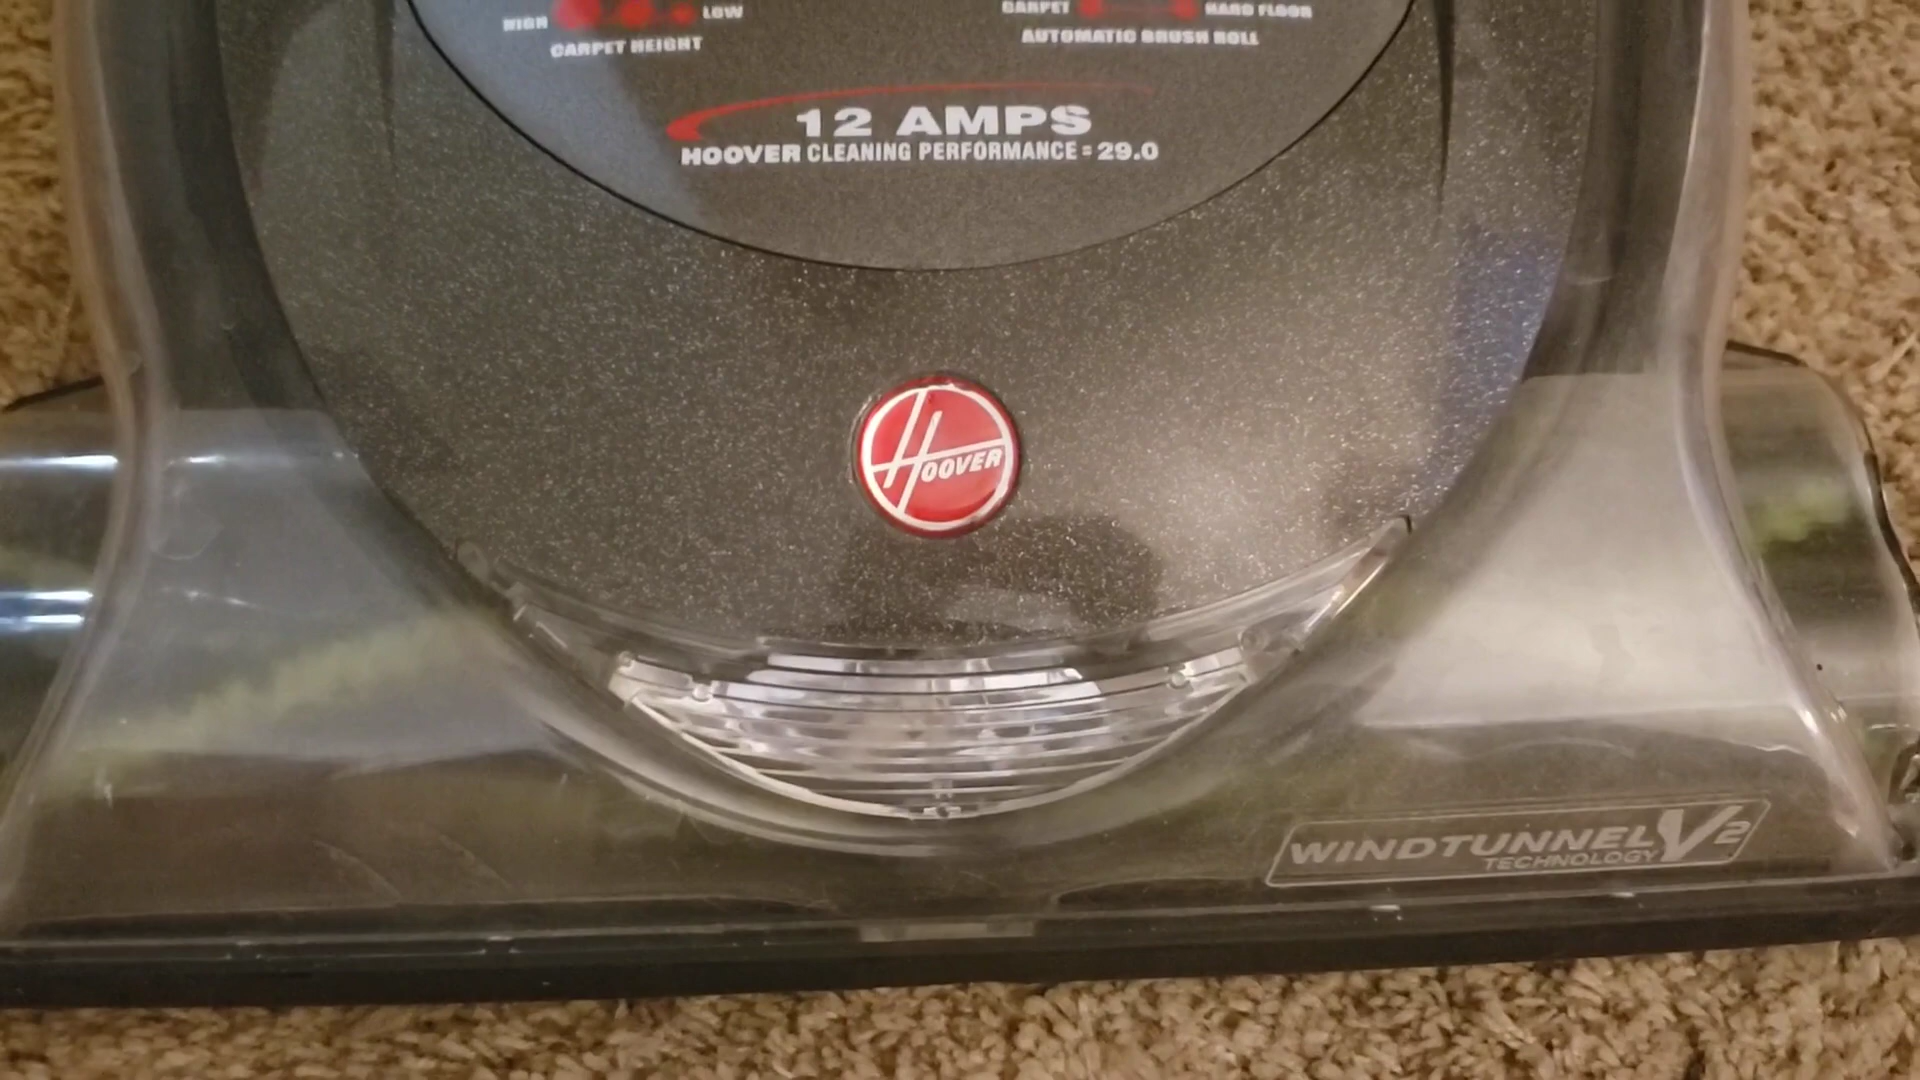 HIGH LOW
CARPET HEIGHT
CARPET HARD FLOOR
AUTOMATIC BRUSH ROLL
12 AMPS
HOOVER CLEANING PERFORMANCE = 29.0
HOOVER
WINDTUNNEL V2
TECHNOLOGY